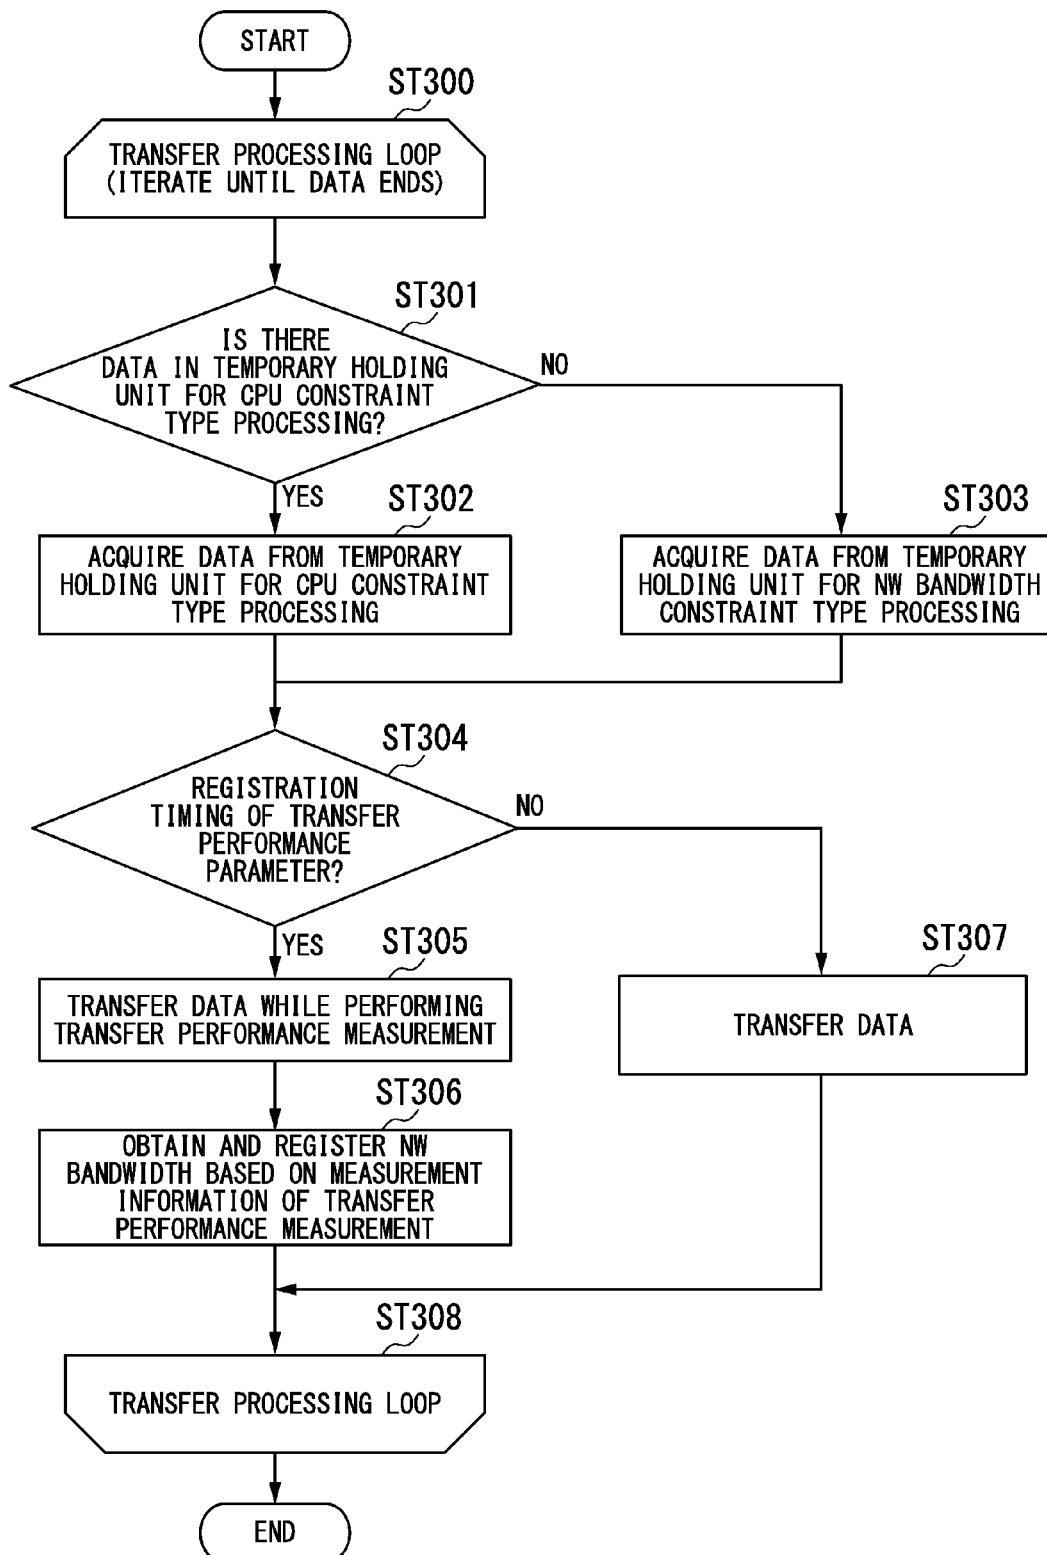 START
ST300
TRANSFER PROCESSING LOOP
(ITERATE UNTIL DATA ENDS)
ST301
IS THERE
DATA IN TEMPORARY HOLDING
UNIT FOR CPU CONSTRAINT
TYPE PROCESSING?
NO
YES
ST302
ACQUIRE DATA FROM TEMPORARY
HOLDING UNIT FOR CPU CONSTRAINT
TYPE PROCESSING
ST303
ACQUIRE DATA FROM TEMPORARY
HOLDING UNIT FOR NW BANDWIDTH
CONSTRAINT TYPE PROCESSING
ST304
REGISTRATION
TIMING OF TRANSFER
PERFORMANCE
PARAMETER?
NO
YES
ST305
TRANSFER DATA WHILE PERFORMING
TRANSFER PERFORMANCE MEASUREMENT
ST307
TRANSFER DATA
ST306
OBTAIN AND REGISTER NW
BANDWIDTH BASED ON MEASUREMENT
INFORMATION OF TRANSFER
PERFORMANCE MEASUREMENT
ST308
TRANSFER PROCESSING LOOP
END